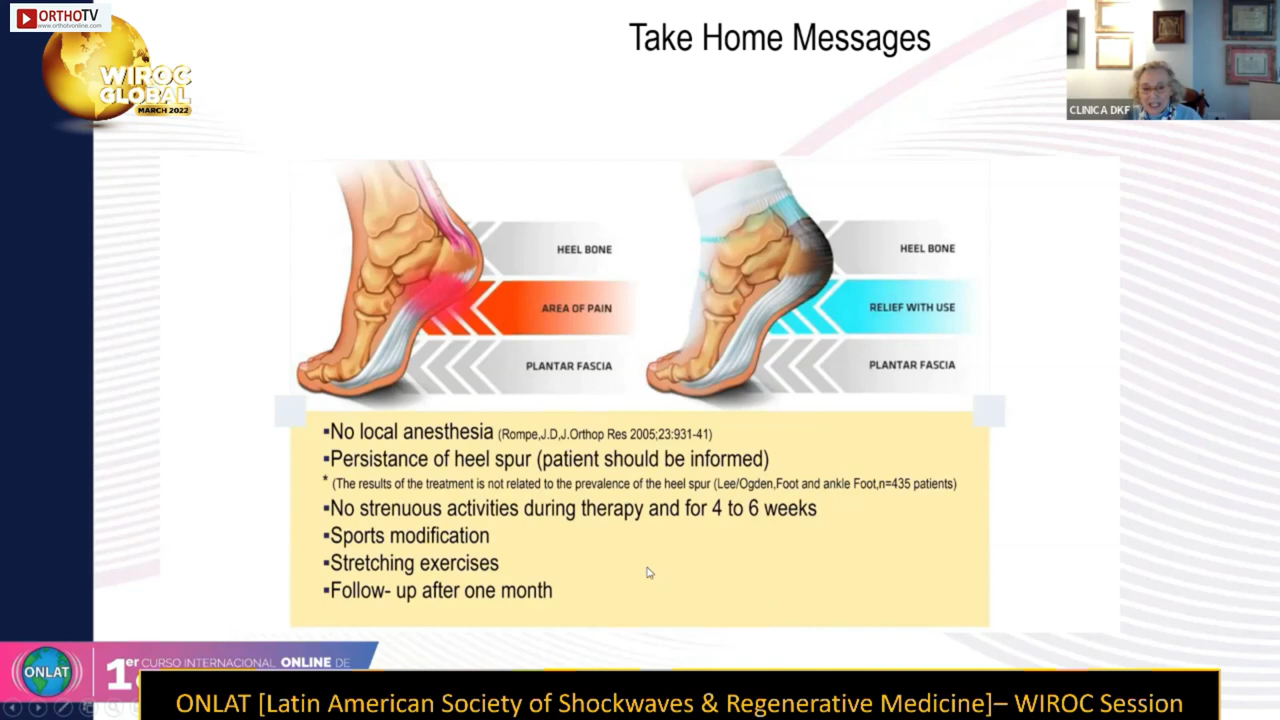 ORTHOTV
www.orthotvonline.com
WIROC
GLOBAL
MARCH 2022
Take Home Messages
CLINICA DKF
HEEL BONE
AREA OF PAIN
PLANTAR FASCIA
HEEL BONE
RELIEF WITH USE
PLANTAR FASCIA
▪No local anesthesia (Rompe,J.D,J.Orthop Res 2005;23:931-41)
▪Persistance of heel spur (patient should be informed)
* (The results of the treatment is not related to the prevalence of the heel spur (Lee/Ogden,Foot and ankle Foot,n=435 patients)
▪No strenuous activities during therapy and for 4 to 6 weeks
▪Sports modification
▪Stretching exercises
▪Follow- up after one month
ONLAT
1er CURSO INTERNACIONAL ONLINE DE
ONLAT [Latin American Society of Shockwaves & Regenerative Medicine]– WIROC Session